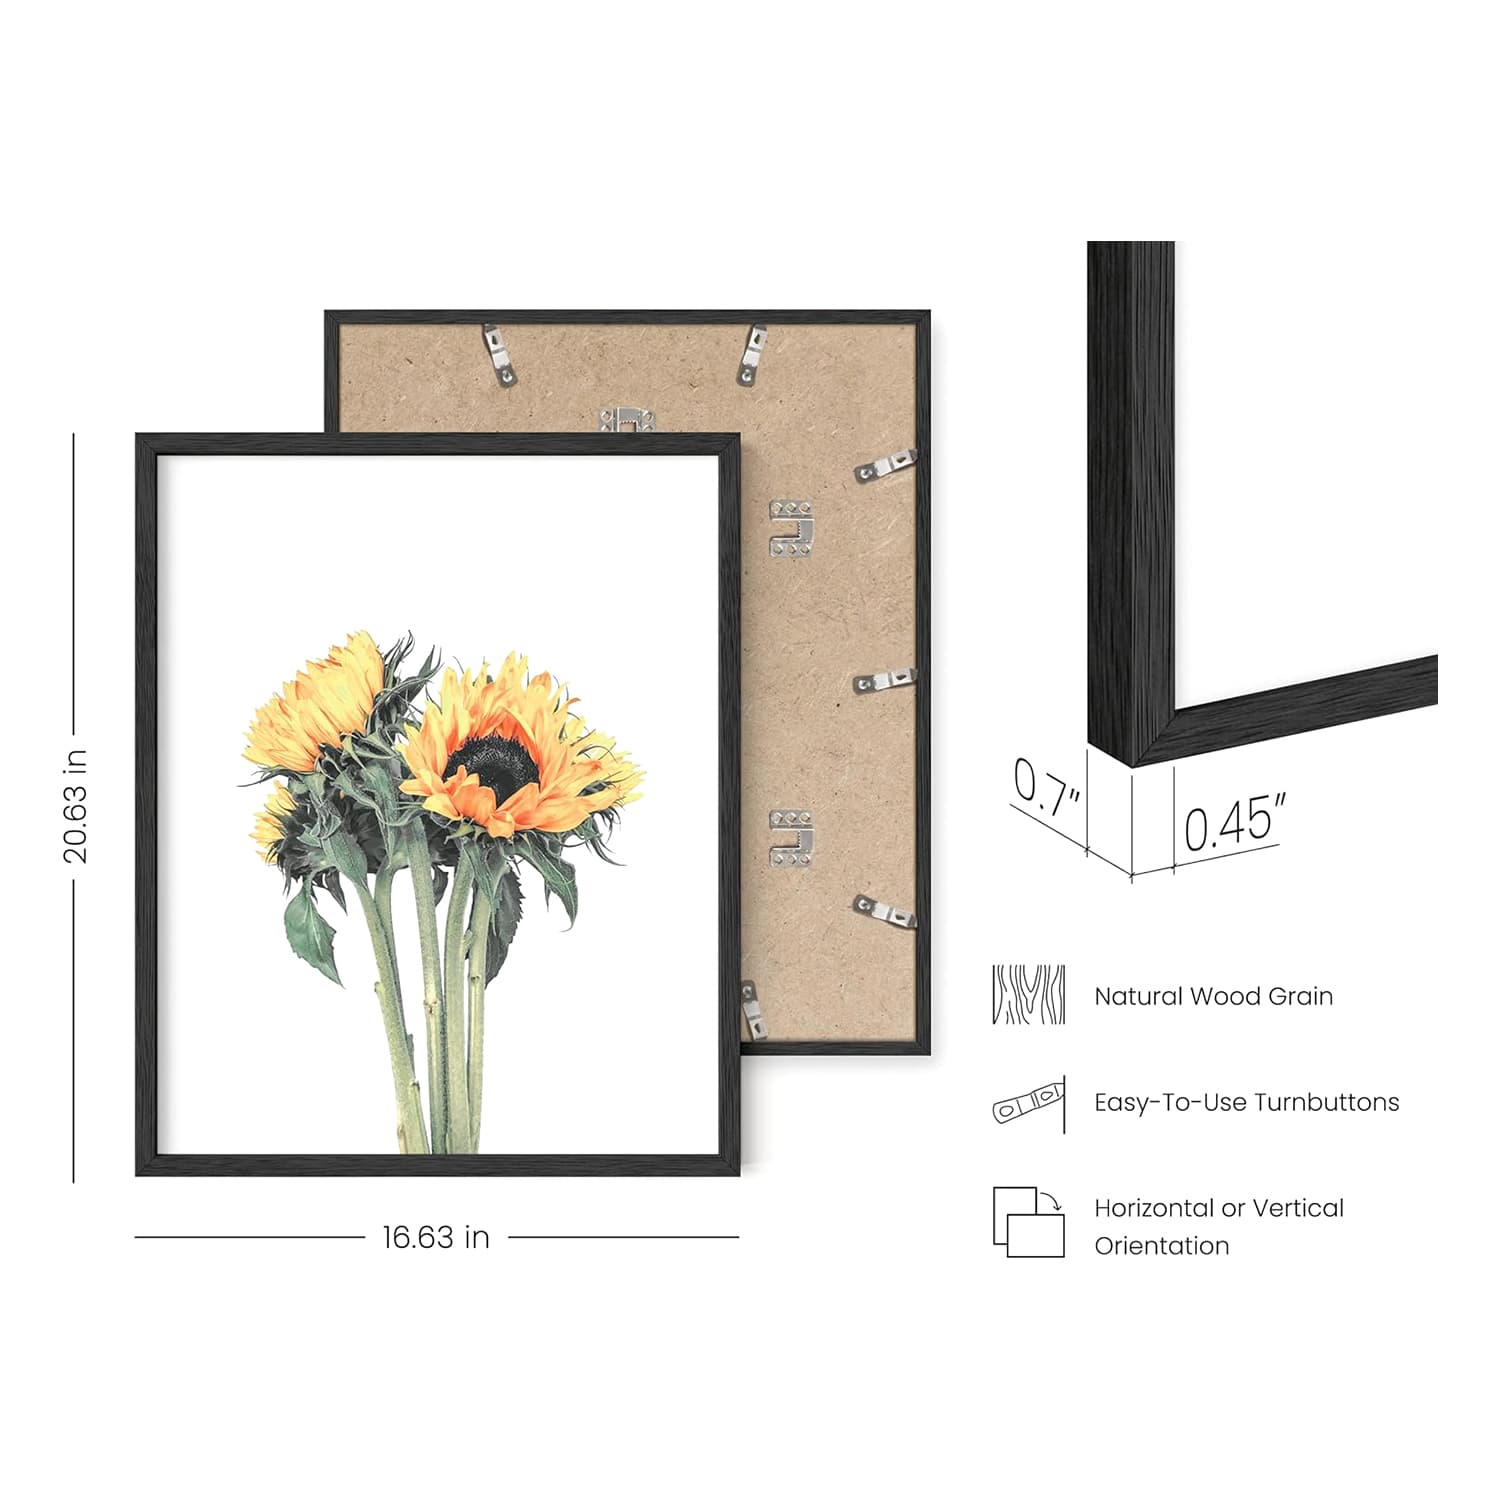 20.63 in
16.63 in
0.7"
0.45"
Natural Wood Grain
Easy-To-Use Turnbuttons
Horizontal or Vertical
Orientation